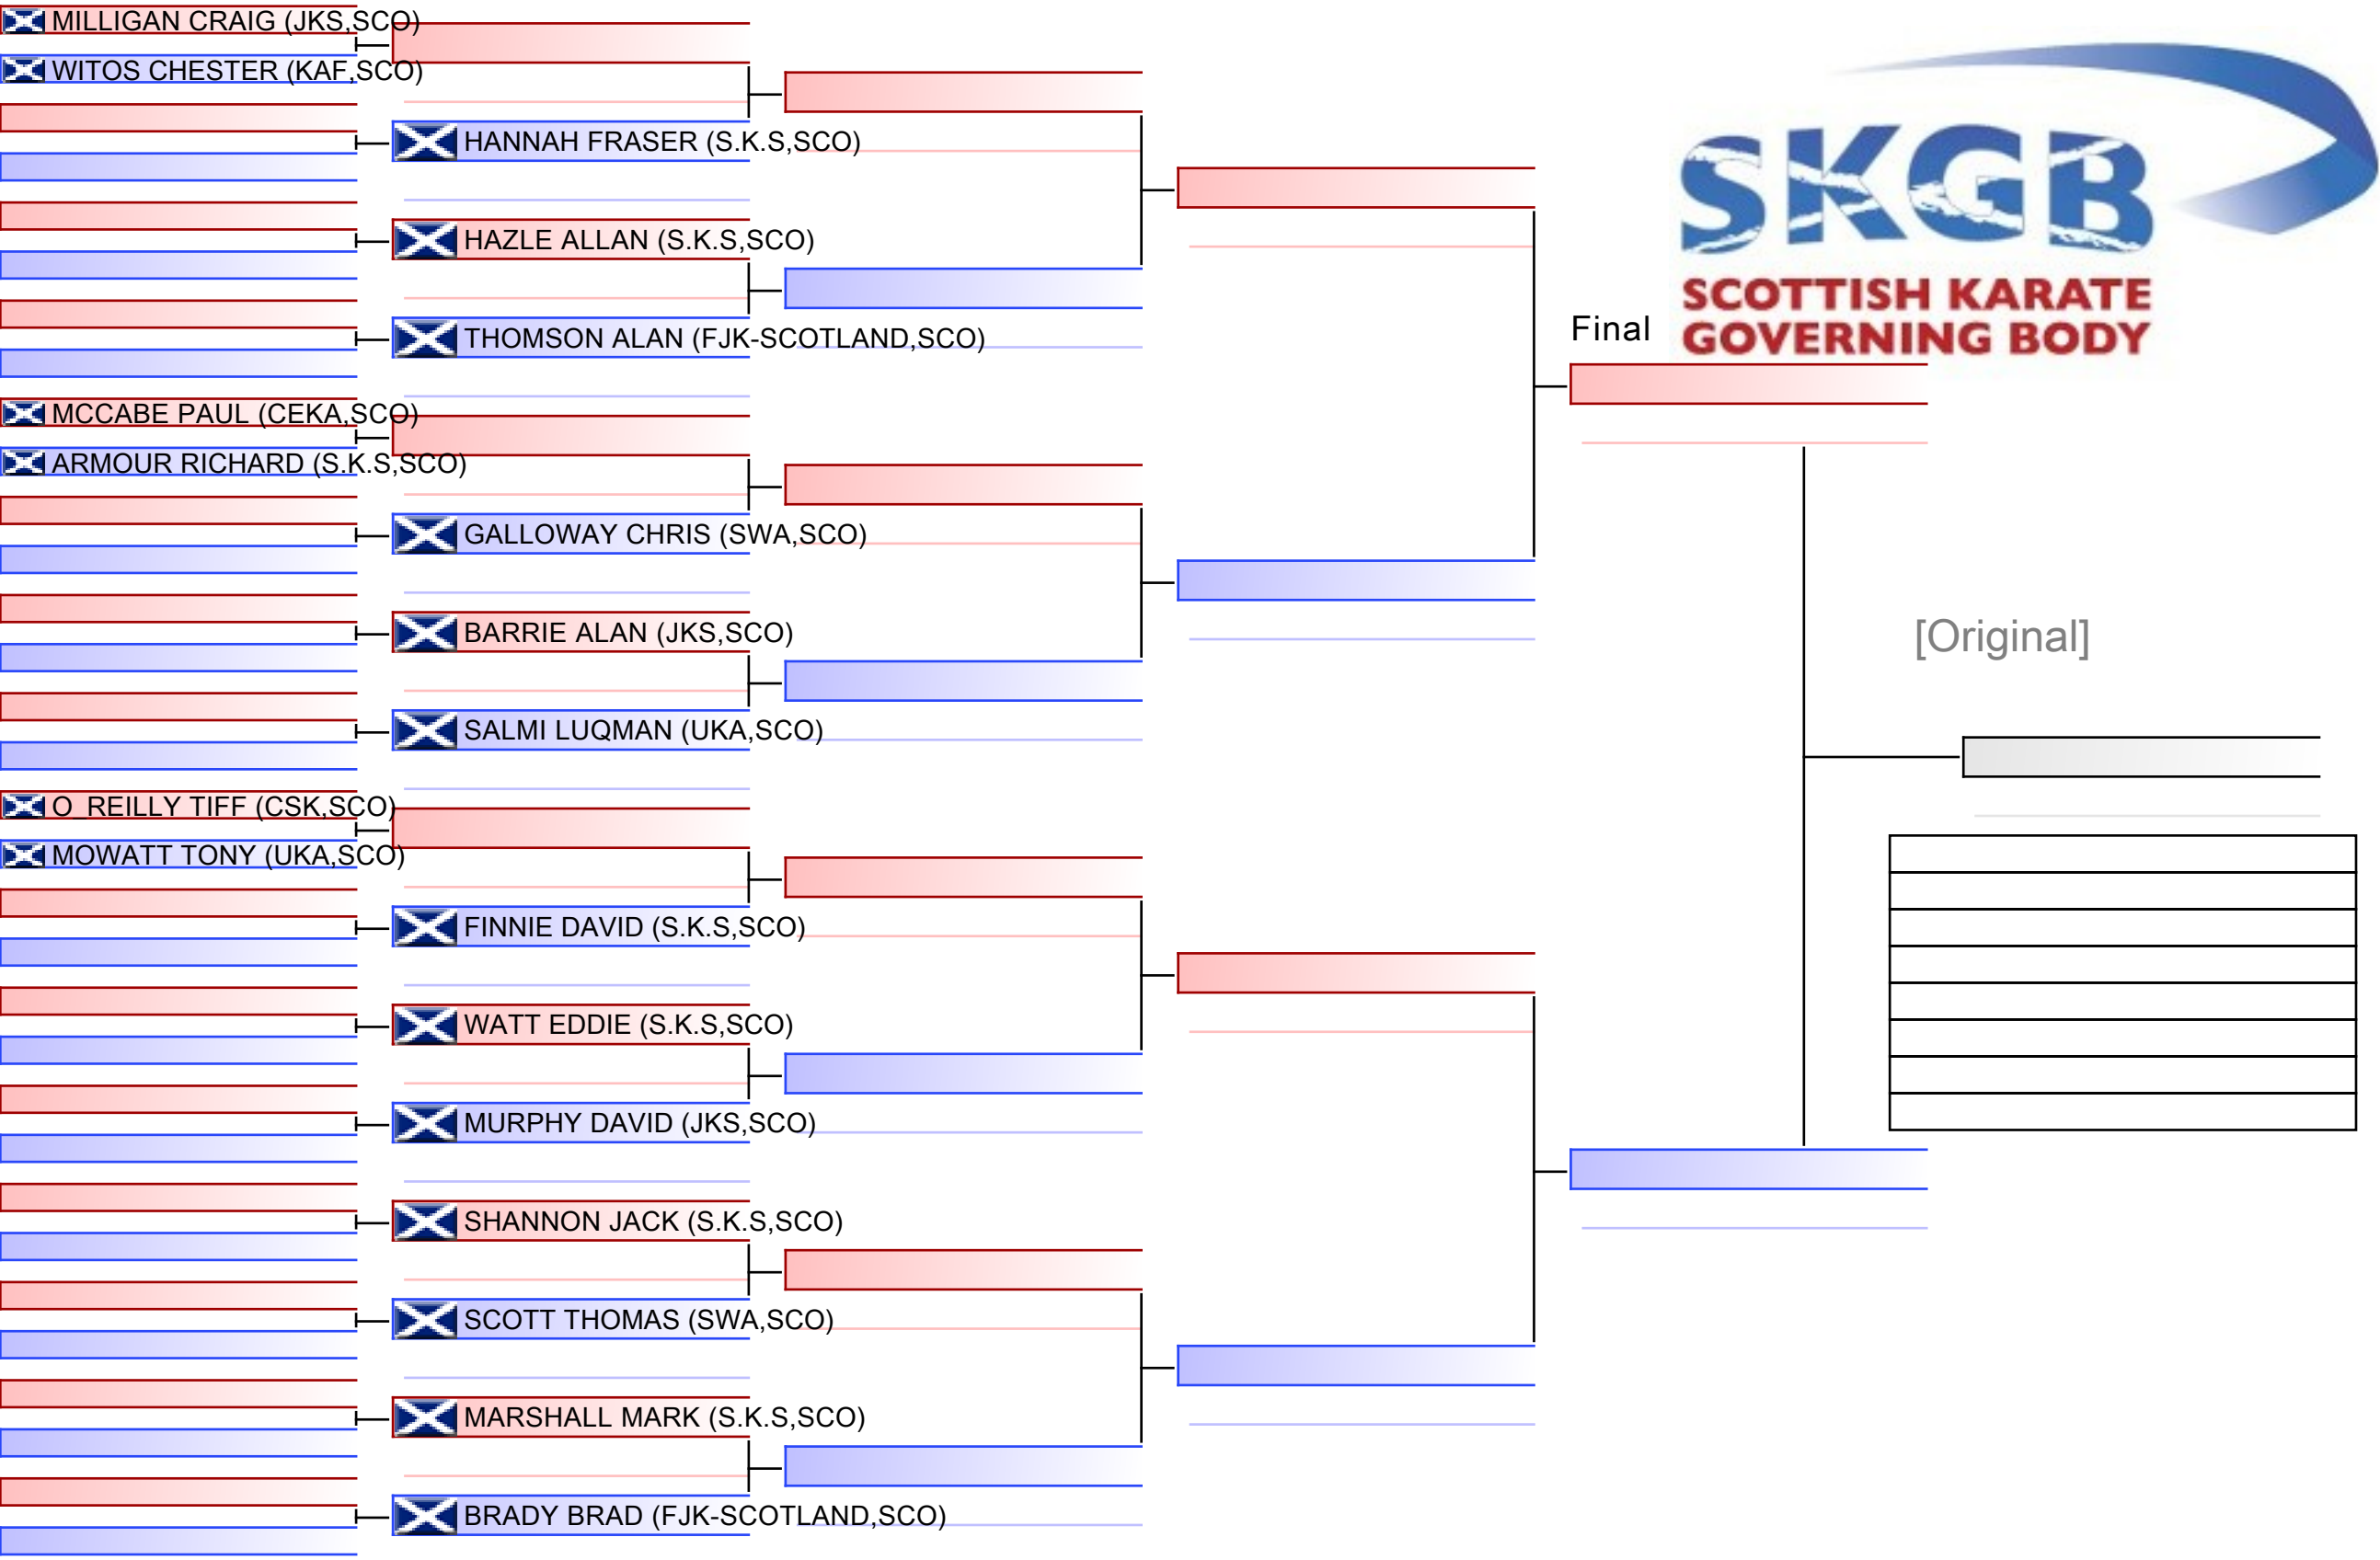 MILLIGAN CRAIG (JKS,SCO)
WITOS CHESTER (KAF,SCO)
HANNAH FRASER (S.K.S,SCO)
HAZLE ALLAN (S.K.S,SCO)
THOMSON ALAN (FJK-SCOTLAND,SCO)
MCCABE PAUL (CEKA,SCO)
ARMOUR RICHARD (S.K.S,SCO)
GALLOWAY CHRIS (SWA,SCO)
BARRIE ALAN (JKS,SCO)
SALMI LUQMAN (UKA,SCO)
O_REILLY TIFF (CSK,SCO)
MOWATT TONY (UKA,SCO)
FINNIE DAVID (S.K.S,SCO)
WATT EDDIE (S.K.S,SCO)
MURPHY DAVID (JKS,SCO)
SHANNON JACK (S.K.S,SCO)
SCOTT THOMAS (SWA,SCO)
MARSHALL MARK (S.K.S,SCO)
BRADY BRAD (FJK-SCOTLAND,SCO)
Final
SKGB
SCOTTISH KARATE
GOVERNING BODY
[Original]